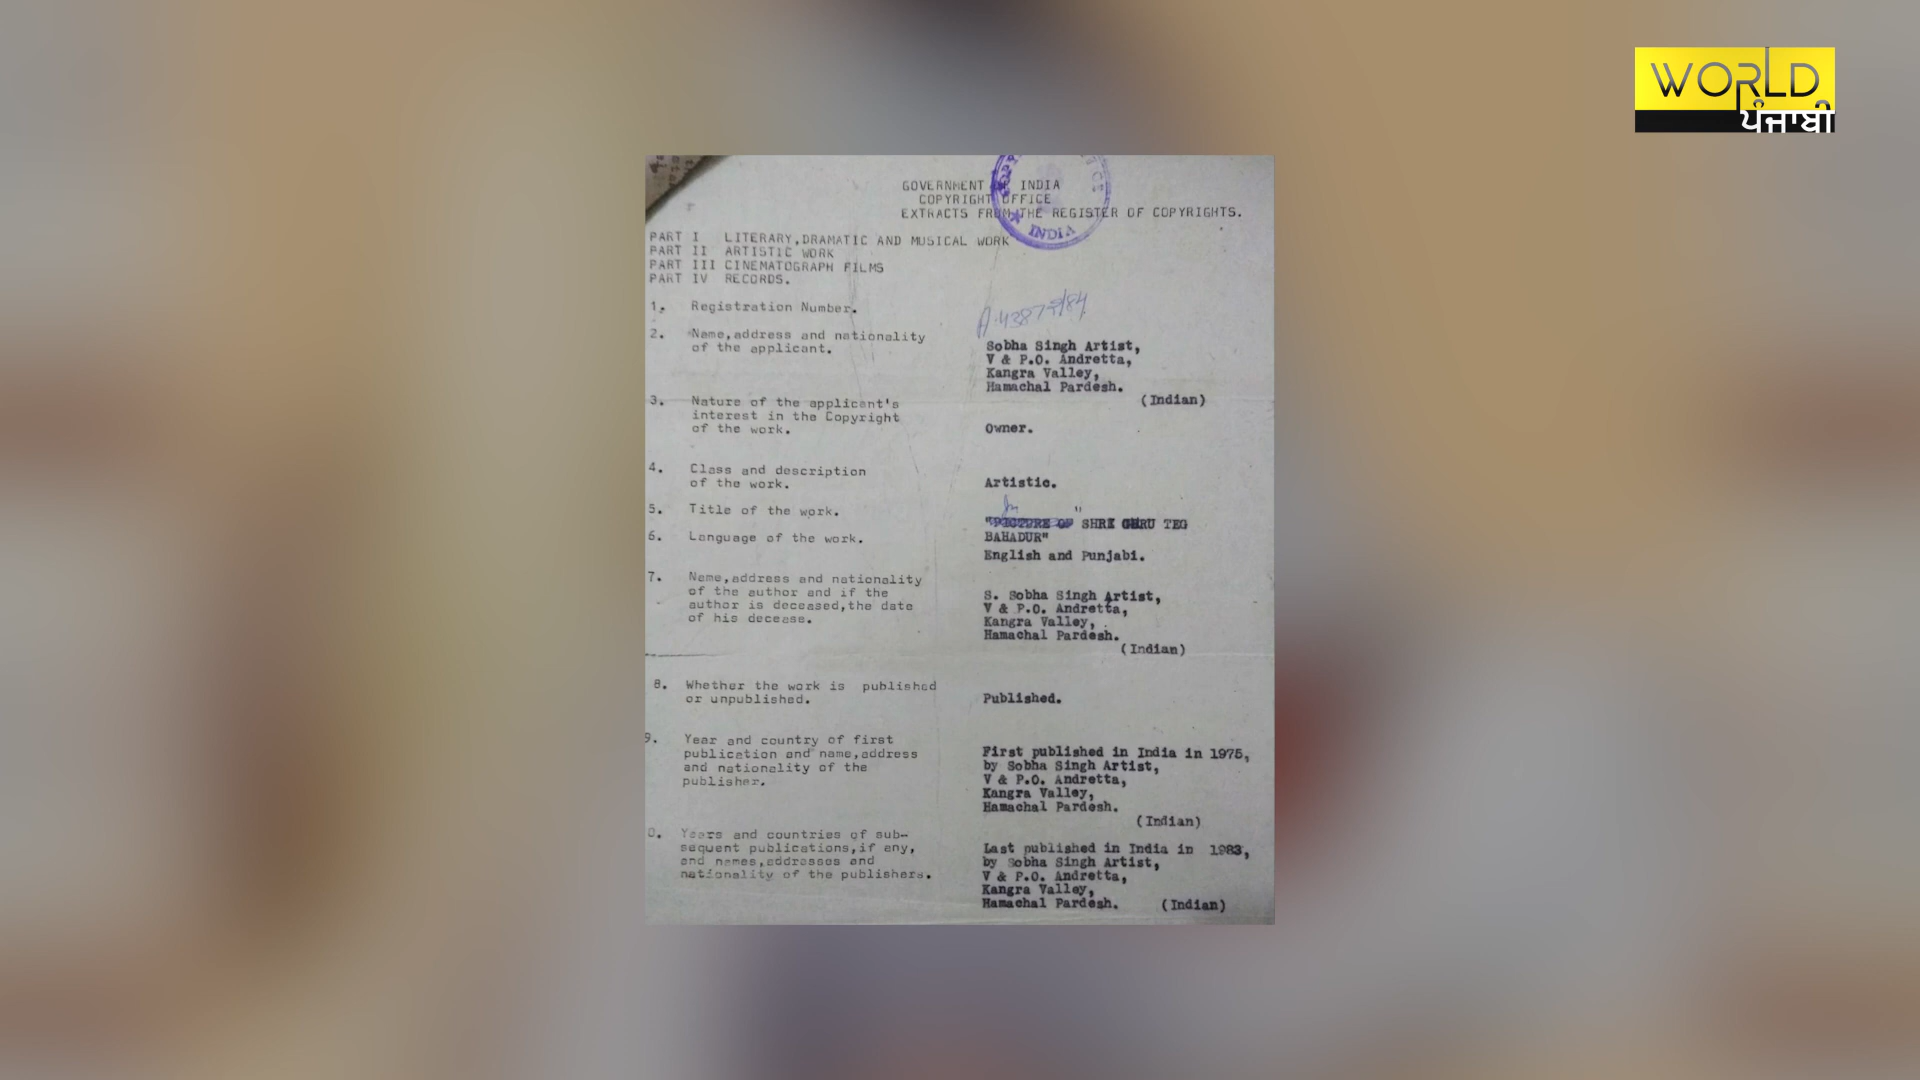 WORLD
ਪੰਜਾਬੀ
GOVERNMENT OF INDIA
COPYRIGHT OFFICE
EXTRACTS FROM THE REGISTER OF COPYRIGHTS.
INDIA
PART I LITERARY,DRAMATIC AND MUSICAL WORK
PART II ARTISTIC WORK
PART III CINEMATOGRAPH FILMS
PART IV RECORDS.
1. Registration Number.
2. Name,address and nationality
of the applicant.
Sobha Singh Artist,
V & P.O. Andretta,
Kangra Valley,
Hamachal Pardesh.
(Indian)
3. Nature of the applicant's
interest in the Copyright
of the work.
Owner.
4. Class and description
of the work.
Artistic.
5. Title of the work.
"PICTURE OF SHRI GURU TEG
BAHADUR"
6. Language of the work.
English and Punjabi.
7. Name,address and nationality
of the author and if the
author is deceased,the date
of his decease.
S. Sobha Singh Artist,
V & P.O. Andretta,
Kangra Valley,
Hamachal Pardesh.
(Indian)
8. Whether the work is published
or unpublished.
Published.
9. Year and country of first
publication and name,address
and nationality of the
publisher.
First published in India in 1975,
by Sobha Singh Artist,
V & P.O. Andretta,
Kangra Valley,
Hamachal Pardesh.
(Indian)
0. Years and countries of sub-
sequent publications,if any,
and names,addresses and
nationality of the publishers.
Last published in India in 1983,
by Sobha Singh Artist,
V & P.O. Andretta,
Kangra Valley,
Hamachal Pardesh. (Indian)